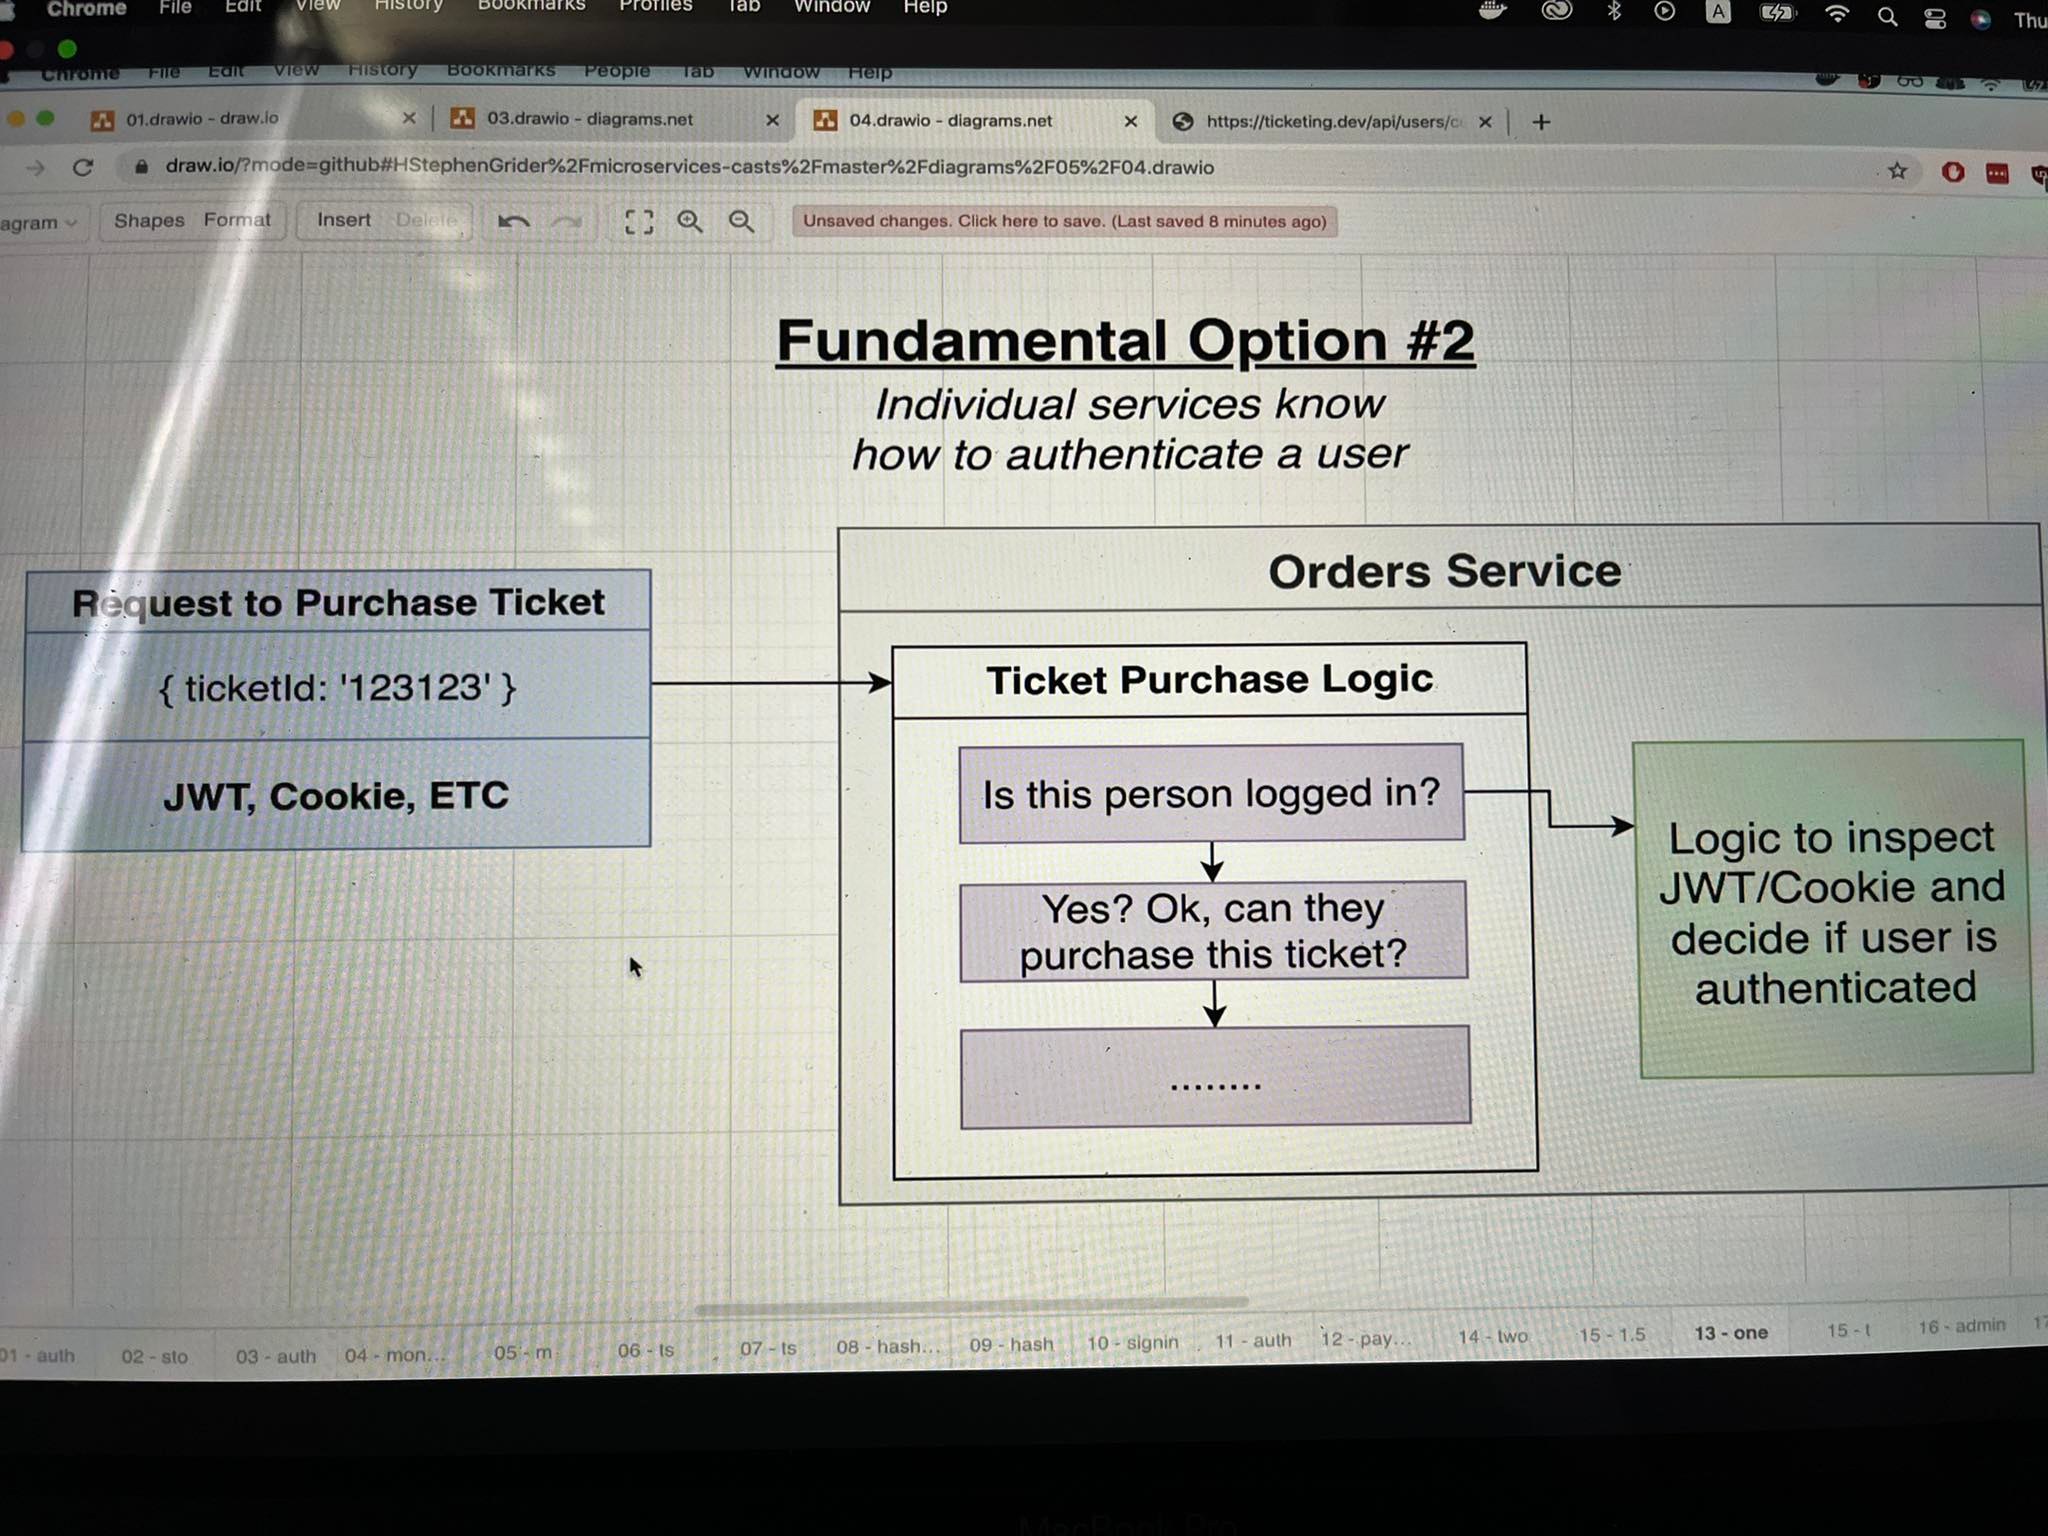 Chrome File Edit View History Bookmarks Profiles Tab Window Help
A Thu
Chrome File Edit View History Bookmarks People Tab Window Help
01.drawio - draw.io
03.drawio - diagrams.net
04.drawio - diagrams.net
https://ticketing.dev/api/users/c
draw.io/?mode=github#HStephenGrider%2Fmicroservices-casts%2Fmaster%2Fdiagrams%2F05%2F04.drawio
agram Shapes Format Insert Delete
Unsaved changes. Click here to save. (Last saved 8 minutes ago)
Fundamental Option #2
Individual services know
how to authenticate a user
Request to Purchase Ticket
{ ticketId: '123123' }
JWT, Cookie, ETC
Orders Service
Ticket Purchase Logic
Is this person logged in?
Yes? Ok, can they
purchase this ticket?
........
Logic to inspect
JWT/Cookie and
decide if user is
authenticated
01 - auth 02 - sto 03 - auth 04 - mon... 05 - m 06 - ts 07 - ts 08 - hash... 09 - hash 10 - signin 11 - auth 12 - pay... 14 - two 15 - 1.5 13 - one 15 - t 16 - admin 17
MacBook Pro